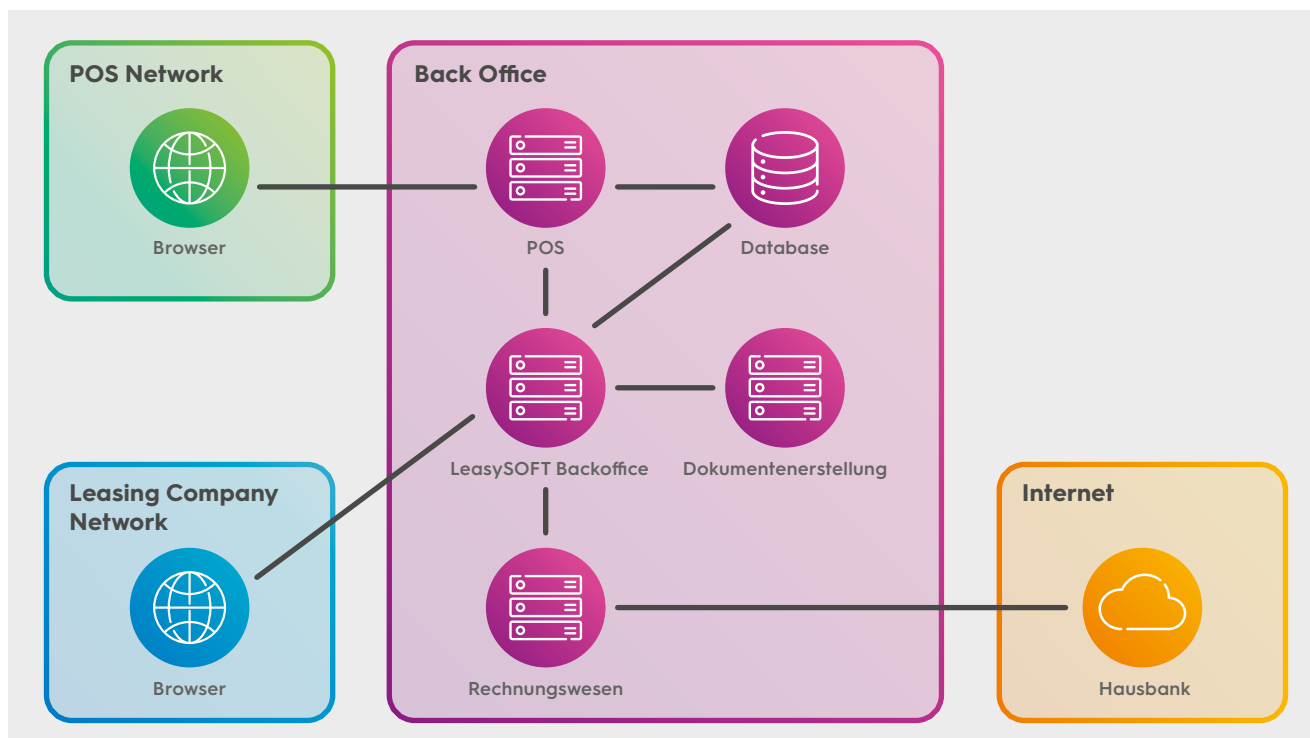 POS Network
Browser
Back Office
POS
Database
LeasySOFT Backoffice
Dokumentenerstellung
Rechnungswesen
Leasing Company
Network
Browser
Internet
Hausbank